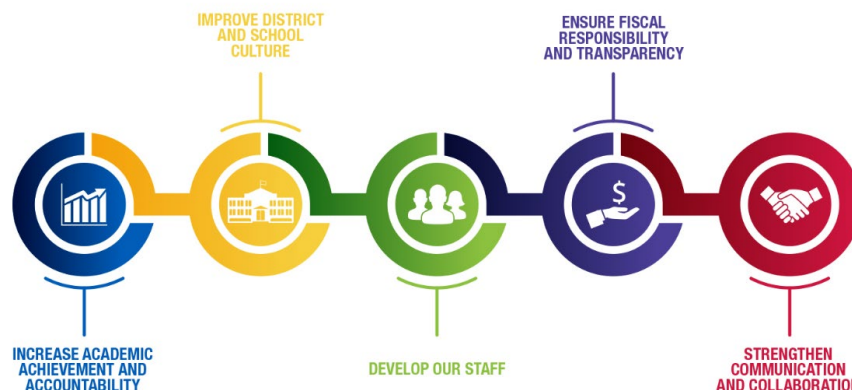 IMPROVE DISTRICT
AND SCHOOL
CULTURE
ENSURE FISCAL
RESPONSIBILITY
AND TRANSPARENCY
$
INCREASE ACADEMIC
ACHIEVEMENT AND
ACCOUNTABILITY
DEVELOP OUR STAFF
STRENGTHEN
COMMUNICATION
AND COLLABORATION